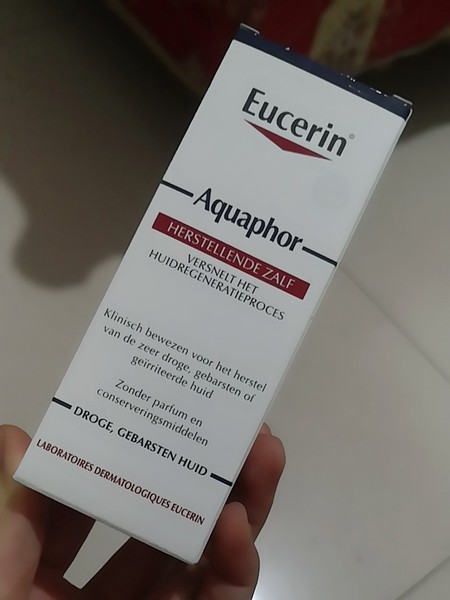 Eucerin®
Aquaphor
HERSTELLENDE ZALF
VERSNELT HET
HUIDREGENERATIEPROCES
Klinisch bewezen voor het herstel
van de zeer droge, gebarsten of
geïrriteerde huid
Zonder parfum en
conserveringsmiddelen
DROGE, GEBARSTEN HUID
LABORATOIRES DERMATOLOGIQUES EUCERIN